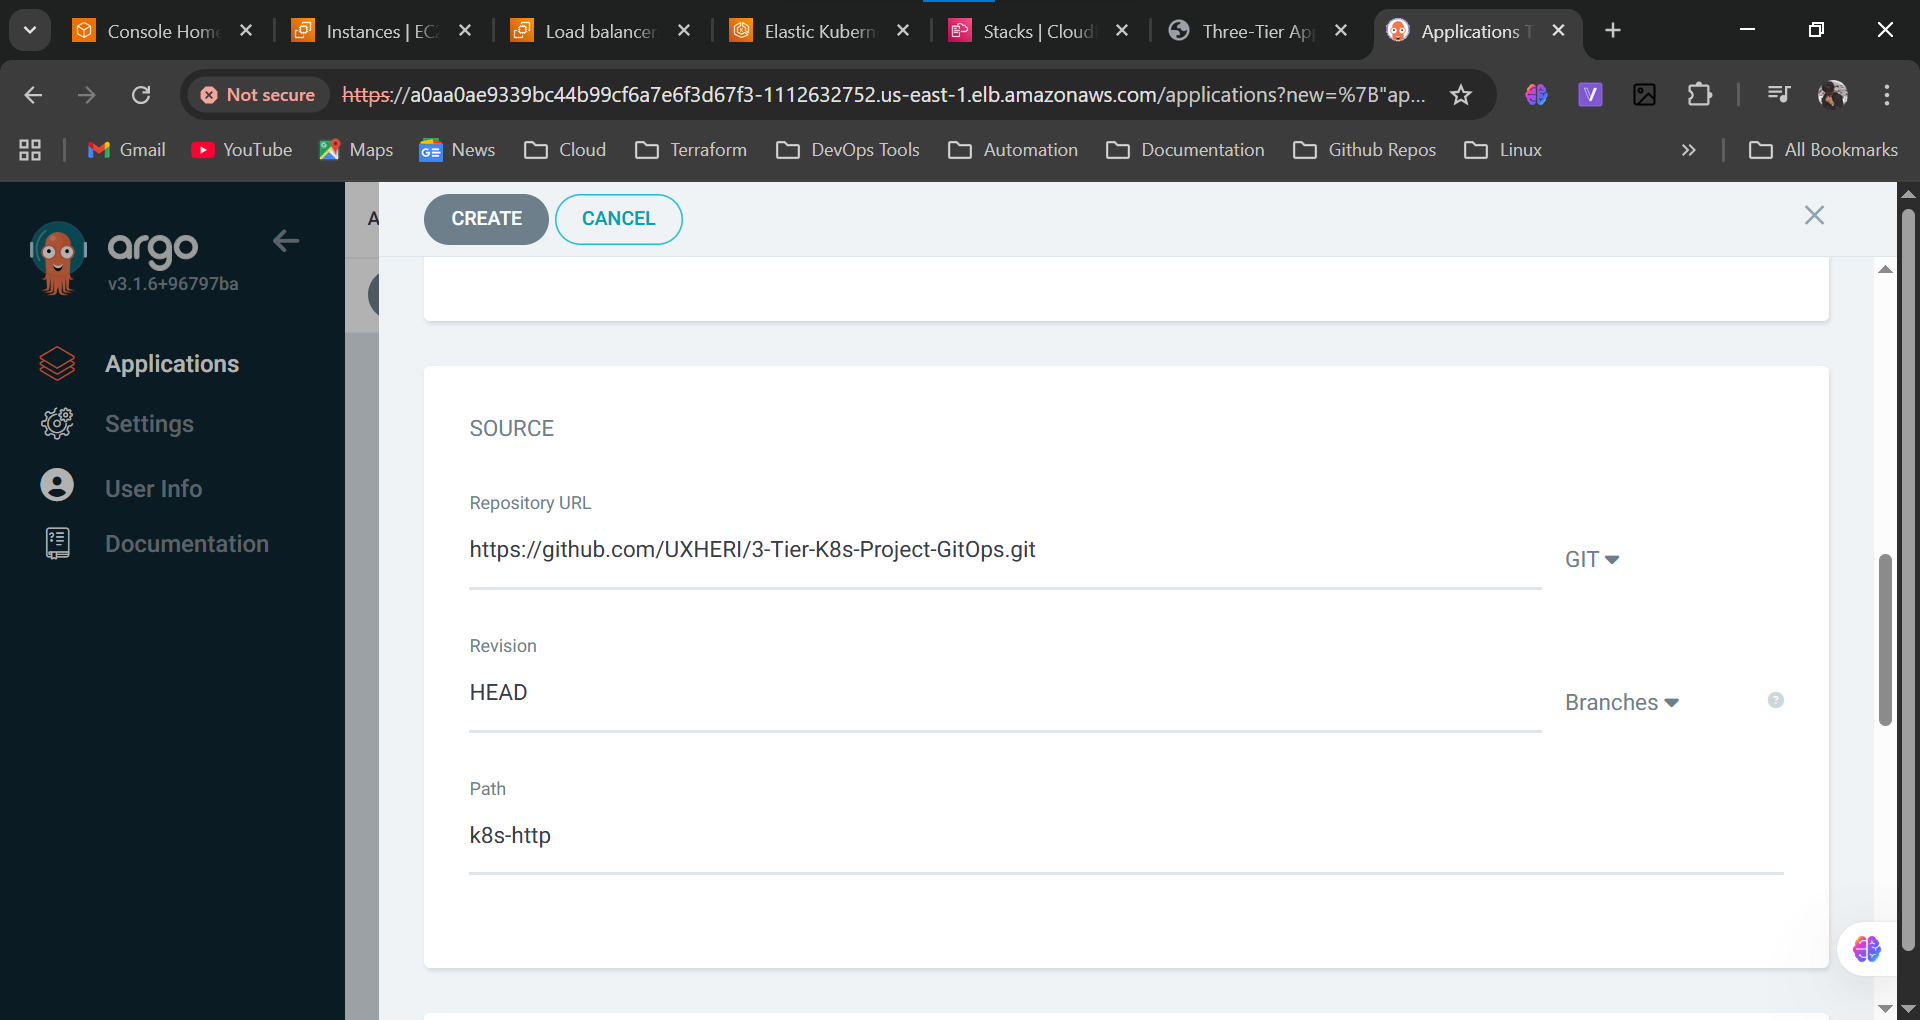 Console Home
Instances | EC2
Load balancer
Elastic Kubern
Stacks | Cloud
Three-Tier Ap
Applications T
Not secure
https://a0aa0ae9339bc44b99cf6a7e6f3d67f3-1112632752.us-east-1.elb.amazonaws.com/applications?new=%7B"ap...
Gmail
YouTube
Maps
News
Cloud
Terraform
DevOps Tools
Automation
Documentation
Github Repos
Linux
»
All Bookmarks
argo
v3.1.6+96797ba
Applications
Settings
User Info
Documentation
A
CREATE
CANCEL
SOURCE
Repository URL
https://github.com/UXHERI/3-Tier-K8s-Project-GitOps.git
GIT
Revision
HEAD
Branches
?
Path
k8s-http